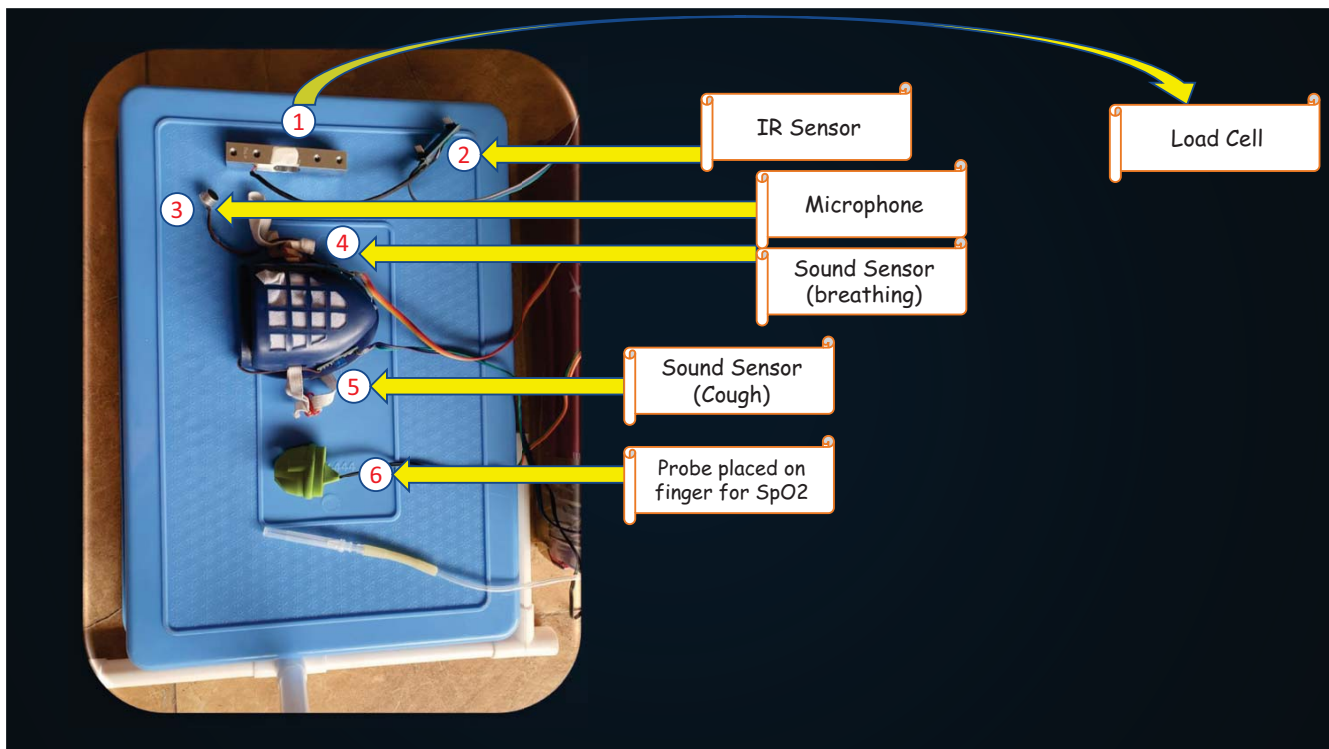 1
IR Sensor
2
Load Cell
3
Microphone
4
Sound Sensor
(breathing)
5
Sound Sensor
(Cough)
6
Probe placed on
finger for SpO2